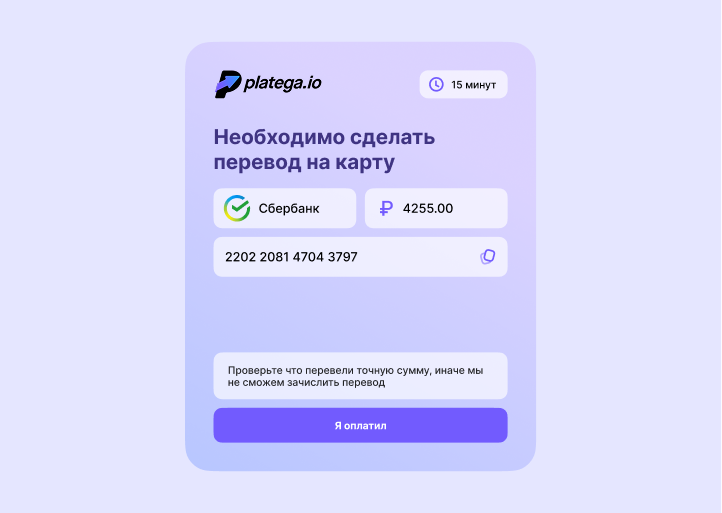 platega.io
15 минут
Необходимо сделать
перевод на карту
Сбербанк
₽ 4255.00
2202 2081 4704 3797
Проверьте что перевели точную сумму, иначе мы
не сможем зачислить перевод
Я оплатил